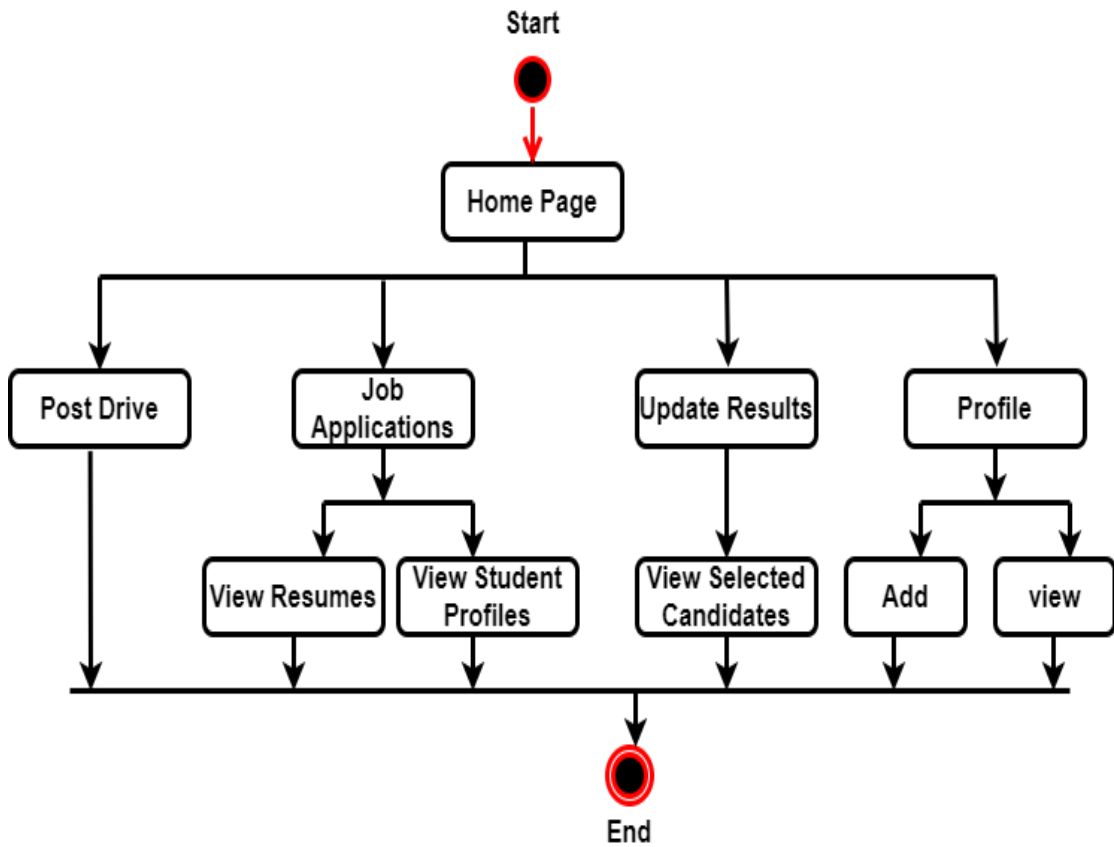 Start
Home Page
Post Drive
Job
Applications
Update Results
Profile
View Resumes
View Student
Profiles
View Selected
Candidates
Add
view
End